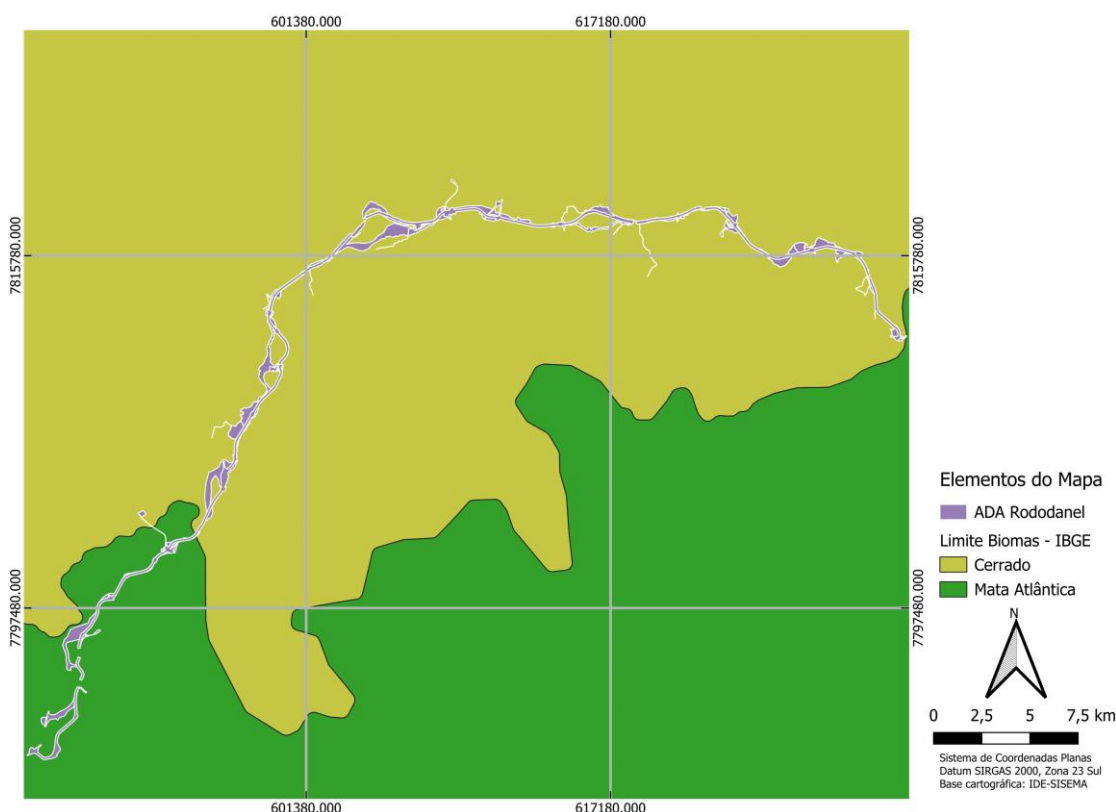 601380.000
617180.000
7815780.000
7815780.000
7797480.000
7797480.000
601380.000
617180.000
Elementos do Mapa
ADA Rododanel
Limite Biomas - IBGE
Cerrado
Mata Atlântica
N
0 2,5 5 7,5 km
Sistema de Coordenadas Planas
Datum SIRGAS 2000, Zona 23 Sul
Base cartográfica: IDE-SISEMA